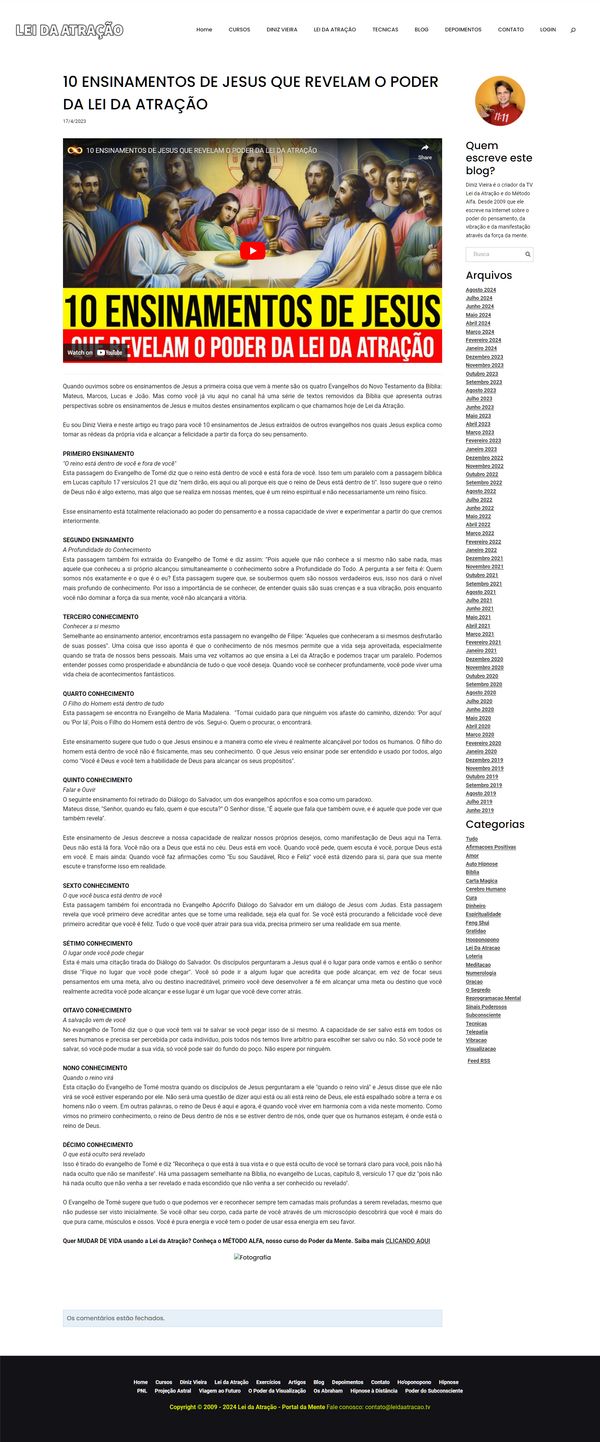 LEI DA ATRAÇÃO
Home CURSOS DINIZ VIEIRA LEI DA ATRAÇÃO TECNICAS BLOG DEPOIMENTOS CONTATO LOGIN
10 ENSINAMENTOS DE JESUS QUE REVELAM O PODER
DA LEI DA ATRAÇÃO
17/4/2023
10 ENSINAMENTOS DE JESUS QUE REVELAM O PODER DA LEI DA ATRAÇÃO
Share
10 ENSINAMENTOS DE JESUS
QUE REVELAM O PODER DA LEI DA ATRAÇÃO
Watch on YouTube
Quando ouvimos sobre os ensinamentos de Jesus a primeira coisa que vem à mente são os quatro Evangelhos do Novo Testamento da Bíblia:
Mateus, Marcos, Lucas e João. Mas como você já viu aqui no canal há uma série de textos removidos da Bíblia que apresenta outras
perspectivas sobre os ensinamentos de Jesus e muitos destes ensinamentos explicam o que chamamos hoje de Lei da Atração.
Eu sou Diniz Vieira e neste artigo eu trago para você 10 ensinamentos de Jesus extraídos de outros evangelhos nos quais Jesus explica como
tomar as rédeas da própria vida e alcançar a felicidade a partir da força do seu pensamento.
PRIMEIRO ENSINAMENTO
"O reino está dentro de você e fora de você"
Esta passagem do Evangelho de Tomé diz que o reino está dentro de você e está fora de você. Isso tem um paralelo com a passagem bíblica
em Lucas capítulo 17 versículos 21 que diz "nem dirão, eis aqui ou ali porque eis que o reino de Deus está dentro de ti". Isso sugere que o reino
de Deus não é algo externo, mas algo que se realiza em nossas mentes, que é um reino espiritual e não necessariamente um reino físico.
Esse ensinamento está totalmente relacionado ao poder do pensamento e a nossa capacidade de viver e experimentar a partir do que cremos
interiormente.
SEGUNDO ENSINAMENTO
A Profundidade do Conhecimento
Esta passagem também foi extraída do Evangelho de Tomé e diz assim: "Pois aquele que não conhece a si mesmo não sabe nada, mas
aquele que conheceu a si próprio alcançou simultaneamente o conhecimento sobre a Profundidade do Todo. A pergunta a ser feita é: Quem
somos nós exatamente e o que é o eu? Esta passagem sugere que, se soubermos quem são nossos verdadeiros eus, isso nos dará o nível
mais profundo de conhecimento. Por isso a importância de se conhecer, de entender quais são suas crenças e a sua vibração, pois enquanto
você não dominar a força da sua mente, você não alcançará a vitória.
TERCEIRO CONHECIMENTO
Conhecer a si mesmo
Semelhante ao ensinamento anterior, encontramos esta passagem no evangelho de Filipe: "Aqueles que conheceram a si mesmos desfrutarão
de suas posses". Uma coisa que isso aponta é que o conhecimento de nós mesmos permite que a vida seja aproveitada, especialmente
quando se trata de nossos bens pessoais. Mais uma vez voltamos ao que ensina a Lei da Atração e podemos traçar um paralelo. Podemos
entender posses como prosperidade e abundância de tudo o que você deseja. Quando você se conhecer profundamente, você pode viver uma
vida cheia de acontecimentos fantásticos.
QUARTO CONHECIMENTO
O Filho do Homem está dentro de tudo
Esta passagem se encontra no Evangelho de Maria Madalena. "Tomai cuidado para que ninguém vos afaste do caminho, dizendo: 'Por aqui'
ou 'Por lá', Pois o Filho do Homem está dentro de vós. Segui-o. Quem o procurar, o encontrará.
Este ensinamento sugere que tudo o que Jesus ensinou e a maneira como ele viveu é realmente alcançável por todos os humanos. O filho do
homem está dentro de você não é fisicamente, mas seu conhecimento. O que Jesus veio ensinar pode ser entendido e usado por todos, algo
como "Você é Deus e você tem a habilidade de Deus para alcançar os seus propósitos".
QUINTO CONHECIMENTO
Falar e Ouvir
O seguinte ensinamento foi retirado do Diálogo do Salvador, um dos evangelhos apócrifos e soa como um paradoxo.
Mateus disse, "Senhor, quando eu falo, quem é que escuta?" O Senhor disse, "É aquele que fala que também ouve, e é aquele que pode ver que
também revela".
Este ensinamento de Jesus descreve a nossa capacidade de realizar nossos próprios desejos, como manifestação de Deus aqui na Terra.
Deus não está lá fora. Você não ora a Deus que está no céu. Deus está em você. Quando você pede, quem escuta é você, porque Deus está
em você. E mais ainda: Quando você faz afirmações como "Eu sou Saudável, Rico e Feliz" você está dizendo para si, para que sua mente
escute e transforme isso em realidade.
SEXTO CONHECIMENTO
O que você busca está dentro de você
Esta passagem também foi encontrada no Evangelho Apócrifo Diálogo do Salvador em um diálogo de Jesus com Judas. Esta passagem
revela que você primeiro deve acreditar antes que se torne uma realidade, seja ela qual for. Se você está procurando a felicidade você deve
primeiro acreditar que você é feliz. Tudo o que você quer atrair para sua vida, precisa primeiro ser uma realidade em sua mente.
SÉTIMO CONHECIMENTO
O lugar onde você pode chegar
Esta é mais uma citação tirada do Diálogo do Salvador. Os discípulos perguntaram a Jesus qual é o lugar para onde vamos e então o senhor
disse "Fique no lugar que você pode chegar". Você só pode ir a algum lugar que acredita que pode alcançar, em vez de focar seus
pensamentos em uma meta, alvo ou destino inacreditável, primeiro você deve desenvolver a fé em alcançar uma meta ou destino que você
realmente acredita você pode alcançar e esse lugar é um lugar que você deve correr atrás.
OITAVO CONHECIMENTO
A salvação vem de você
No evangelho de Tomé diz que o que você tem vai te salvar se você pegar isso de si mesmo. A capacidade de ser salvo está em todos os
seres humanos e precisa ser percebida por cada indivíduo, pois todos nós temos livre arbítrio para escolher ser salvo ou não. Só você pode te
salvar, só você pode mudar a sua vida, só você pode sair do fundo do poço. Não espere por ninguém.
NONO CONHECIMENTO
Quando o reino virá
Esta citação do Evangelho de Tomé mostra quando os discípulos de Jesus perguntaram a ele "quando o reino virá" e Jesus disse que ele não
virá se você estiver esperando por ele. Não será uma questão de dizer aqui está ou ali está reino de Deus, ele está espalhado sobre a terra e os
homens não o veem. Em outras palavras, o reino de Deus é aqui e agora, é quando você viver em harmonia com a vida neste momento. Como
vimos no primeiro conhecimento, o reino de Deus dentro de nós e se estiver dentro de nós, onde quer que os humanos estejam, é onde está o
reino de Deus.
DÉCIMO CONHECIMENTO
O que está oculto será revelado
Isso é tirado do evangelho de Tomé e diz "Reconheça o que está à sua vista e o que está oculto de você se tornará claro para você, pois não há
nada oculto que não se manifeste". Há uma passagem semelhante na Bíblia, no evangelho de Lucas, capítulo 8, versículo 17 que diz "pois não
há nada oculto que não venha a ser revelado e nada escondido que não venha a ser conhecido ou revelado".
O Evangelho de Tomé sugere que tudo o que podemos ver e reconhecer sempre tem camadas mais profundas a serem reveladas, mesmo que
não pudesse ser visto inicialmente. Se você olhar seu corpo, cada parte de você através de um microscópio descobrirá que você é mais do
que pura carne, músculos e ossos. Você é pura energia e você tem o poder de usar essa energia em seu favor.
Quer MUDAR DE VIDA usando a Lei da Atração? Conheça o MÉTODO ALFA, nosso curso do Poder da Mente. Saiba mais CLICANDO AQUI
Fotografia
Os comentários estão fechados.
11:11
Quem
escreve este
blog?
Diniz Vieira é o criador da TV
Lei da Atração e do Método
Alfa. Desde 2009 que ele
escreve na Internet sobre o
poder do pensamento, da
vibração e da manifestação
através da força da mente.
Busca
Arquivos
Agosto 2024
Julho 2024
Junho 2024
Maio 2024
Abril 2024
Março 2024
Fevereiro 2024
Janeiro 2024
Dezembro 2023
Novembro 2023
Outubro 2023
Setembro 2023
Agosto 2023
Julho 2023
Junho 2023
Maio 2023
Abril 2023
Março 2023
Fevereiro 2023
Janeiro 2023
Dezembro 2022
Novembro 2022
Outubro 2022
Setembro 2022
Agosto 2022
Julho 2022
Junho 2022
Maio 2022
Abril 2022
Março 2022
Fevereiro 2022
Janeiro 2022
Dezembro 2021
Novembro 2021
Outubro 2021
Setembro 2021
Agosto 2021
Julho 2021
Junho 2021
Maio 2021
Abril 2021
Março 2021
Fevereiro 2021
Janeiro 2021
Dezembro 2020
Novembro 2020
Outubro 2020
Setembro 2020
Agosto 2020
Julho 2020
Junho 2020
Maio 2020
Abril 2020
Março 2020
Fevereiro 2020
Janeiro 2020
Dezembro 2019
Novembro 2019
Outubro 2019
Setembro 2019
Agosto 2019
Julho 2019
Junho 2019
Categorias
Tudo
Afirmacoes Positivas
Amor
Auto Hipnose
Biblia
Carta Magica
Cerebro Humano
Cura
Dinheiro
Espiritualidade
Feng Shui
Gratidao
Hooponopono
Lei Da Atracao
Loteria
Meditacao
Numerologia
Oracao
O Segredo
Reprogramacao Mental
Sinais Poderosos
Subconsciente
Tecnicas
Telepatia
Vibracao
Visualizacao
Feed RSS
Home Cursos Diniz Vieira Lei da Atração Exercícios Artigos Blog Depoimentos Contato Ho'oponopono Hipnose
PNL Projeção Astral Viagem ao Futuro O Poder da Visualização Os Abraham Hipnose à Distância Poder do Subconsciente
Copyright © 2009 - 2024 Lei da Atração - Portal da Mente Fale conosco: contato@leidaatracao.tv